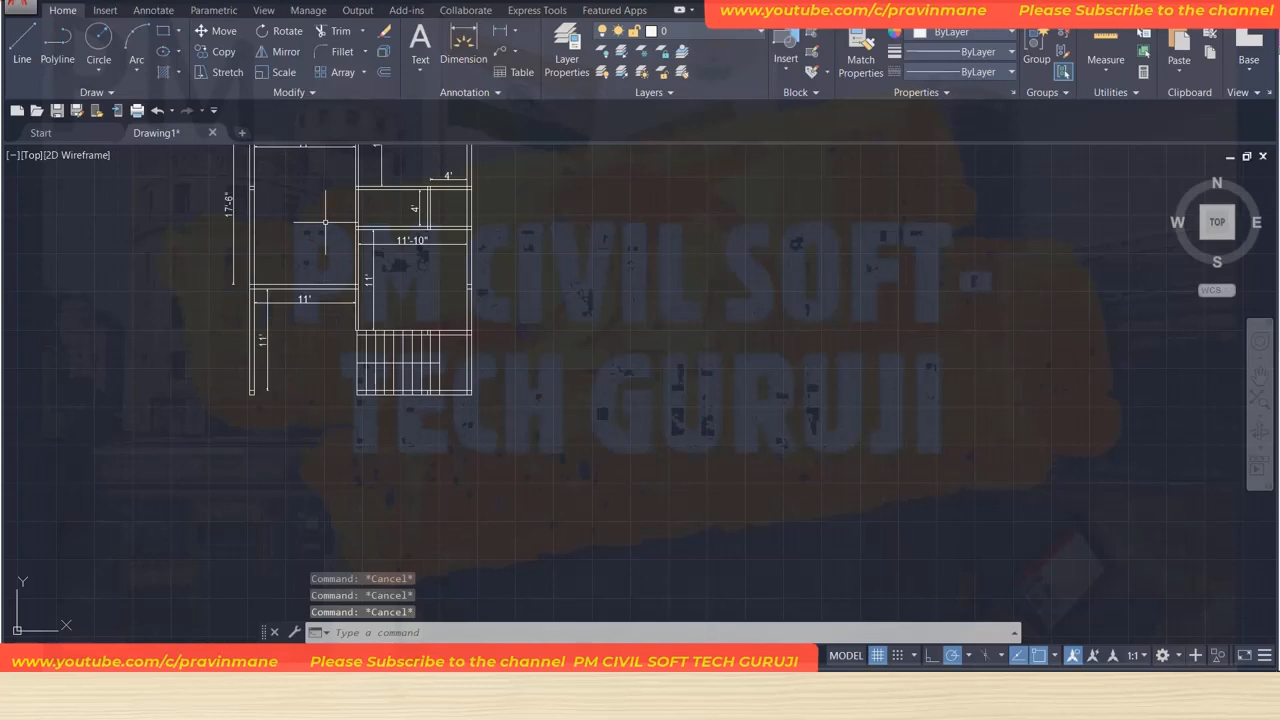 www.youtube.com/c/pravinmane Please Subscribe to the channel
Home Insert Annotate Parametric View Manage Output Add-ins Collaborate Express Tools Featured Apps
Line Polyline Circle Arc
Move Rotate Trim
Copy Mirror Fillet
Stretch Scale Array
Text Dimension Table
Layer Properties
0
Insert
Match Properties
ByLayer
ByLayer
ByLayer
Group
Measure
Paste
Base
Draw Modify Annotation Layers Block Properties Groups Utilities Clipboard View
Start Drawing1*
[−][Top][2D Wireframe]
N
W TOP E
S
WCS
4'
17'-6"
4'
11'-10"
11'
11'
11'
PM CIVIL SOFT-
TECH GURUJI
Y
X
Command: *Cancel*
Command: *Cancel*
Command: *Cancel*
Type a command
www.youtube.com/c/pravinmane Please Subscribe to the channel PM CIVIL SOFT TECH GURUJI
MODEL 1:1